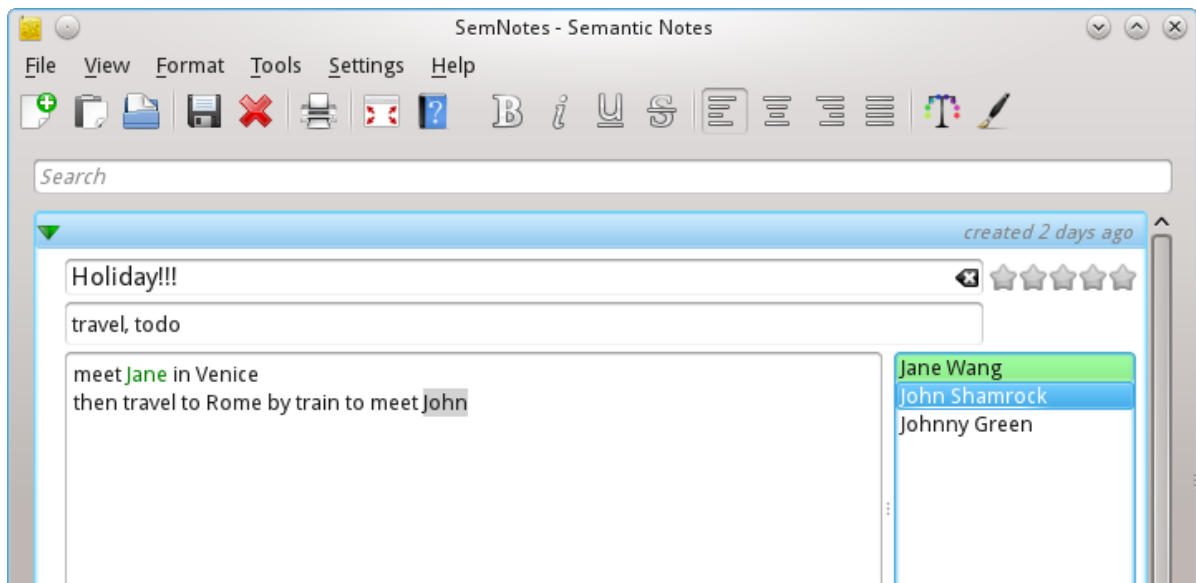 SemNotes - Semantic Notes
File View Format Tools Settings Help
B i U S T
Search
created 2 days ago
Holiday!!!
travel, todo
meet Jane in Venice
then travel to Rome by train to meet John
Jane Wang
John Shamrock
Johnny Green